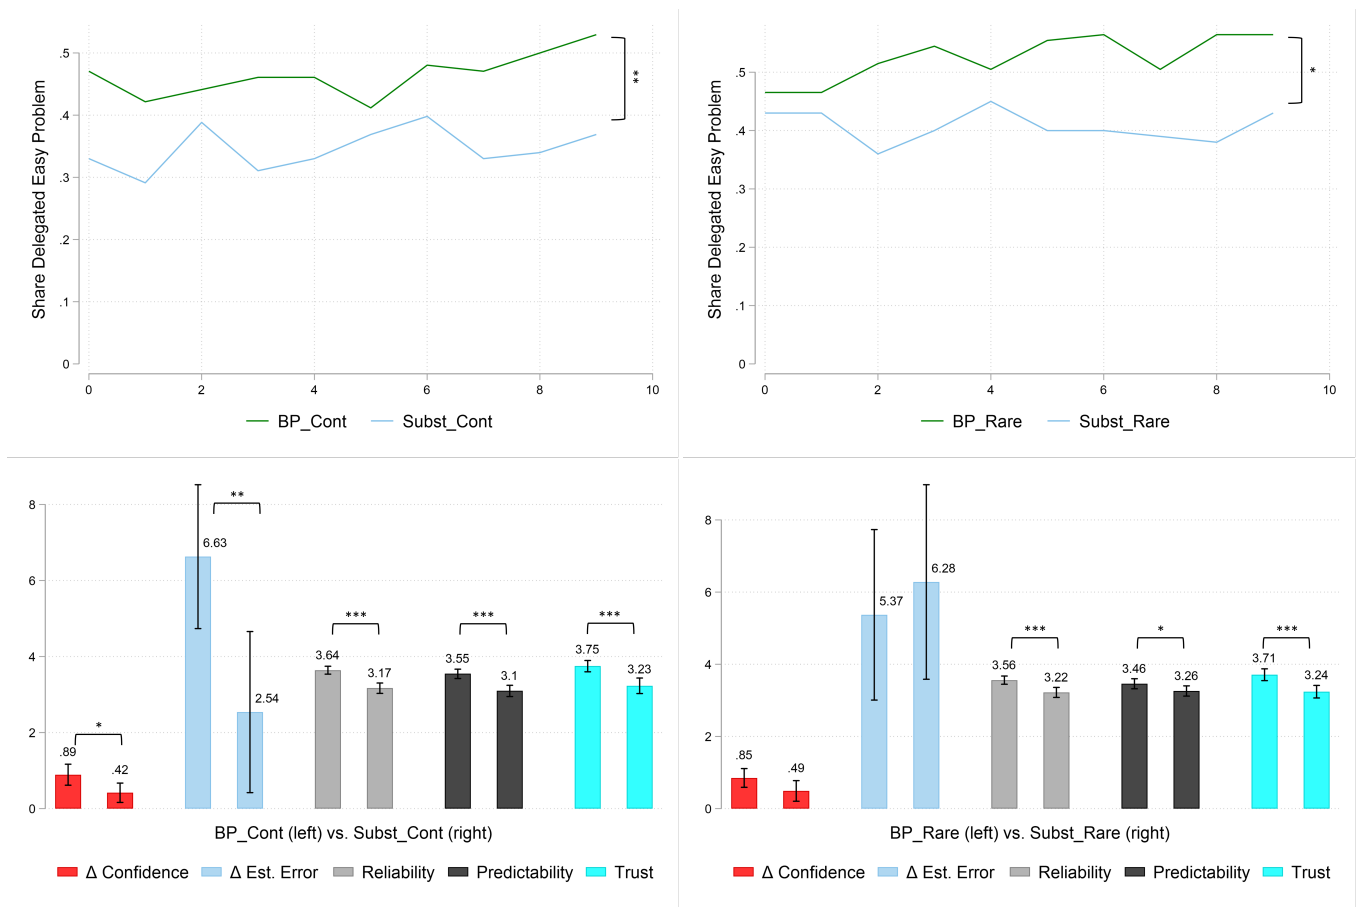 Share Delegated Easy Problem
.5
.4
.3
.2
.1
0
0 2 4 6 8 10
**
BP_Cont Subst_Cont
Share Delegated Easy Problem
.5
.4
.3
.2
.1
0
0 2 4 6 8 10
*
BP_Rare Subst_Rare
8
6
4
2
0
* ** *** *** ***
.89 .42 6.63 2.54 3.64 3.17 3.55 3.1 3.75 3.23
BP_Cont (left) vs. Subst_Cont (right)
Δ Confidence Δ Est. Error Reliability Predictability Trust
8
6
4
2
0
*** * ***
.85 .49 5.37 6.28 3.56 3.22 3.46 3.26 3.71 3.24
BP_Rare (left) vs. Subst_Rare (right)
Δ Confidence Δ Est. Error Reliability Predictability Trust